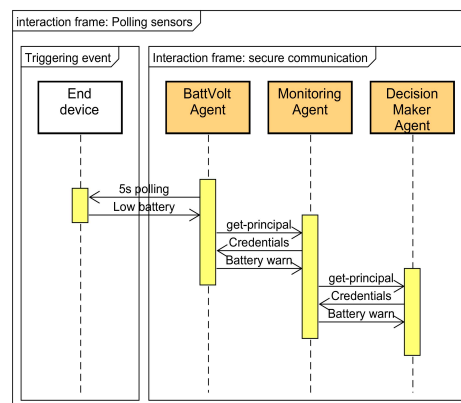 interaction frame: Polling sensors
Triggering event
Interaction frame: secure communication
End
device
BattVolt
Agent
Monitoring
Agent
Decision
Maker
Agent
5s polling
Low battery
get-principal
Credentials
Battery warn
get-principal
Credentials
Battery warn